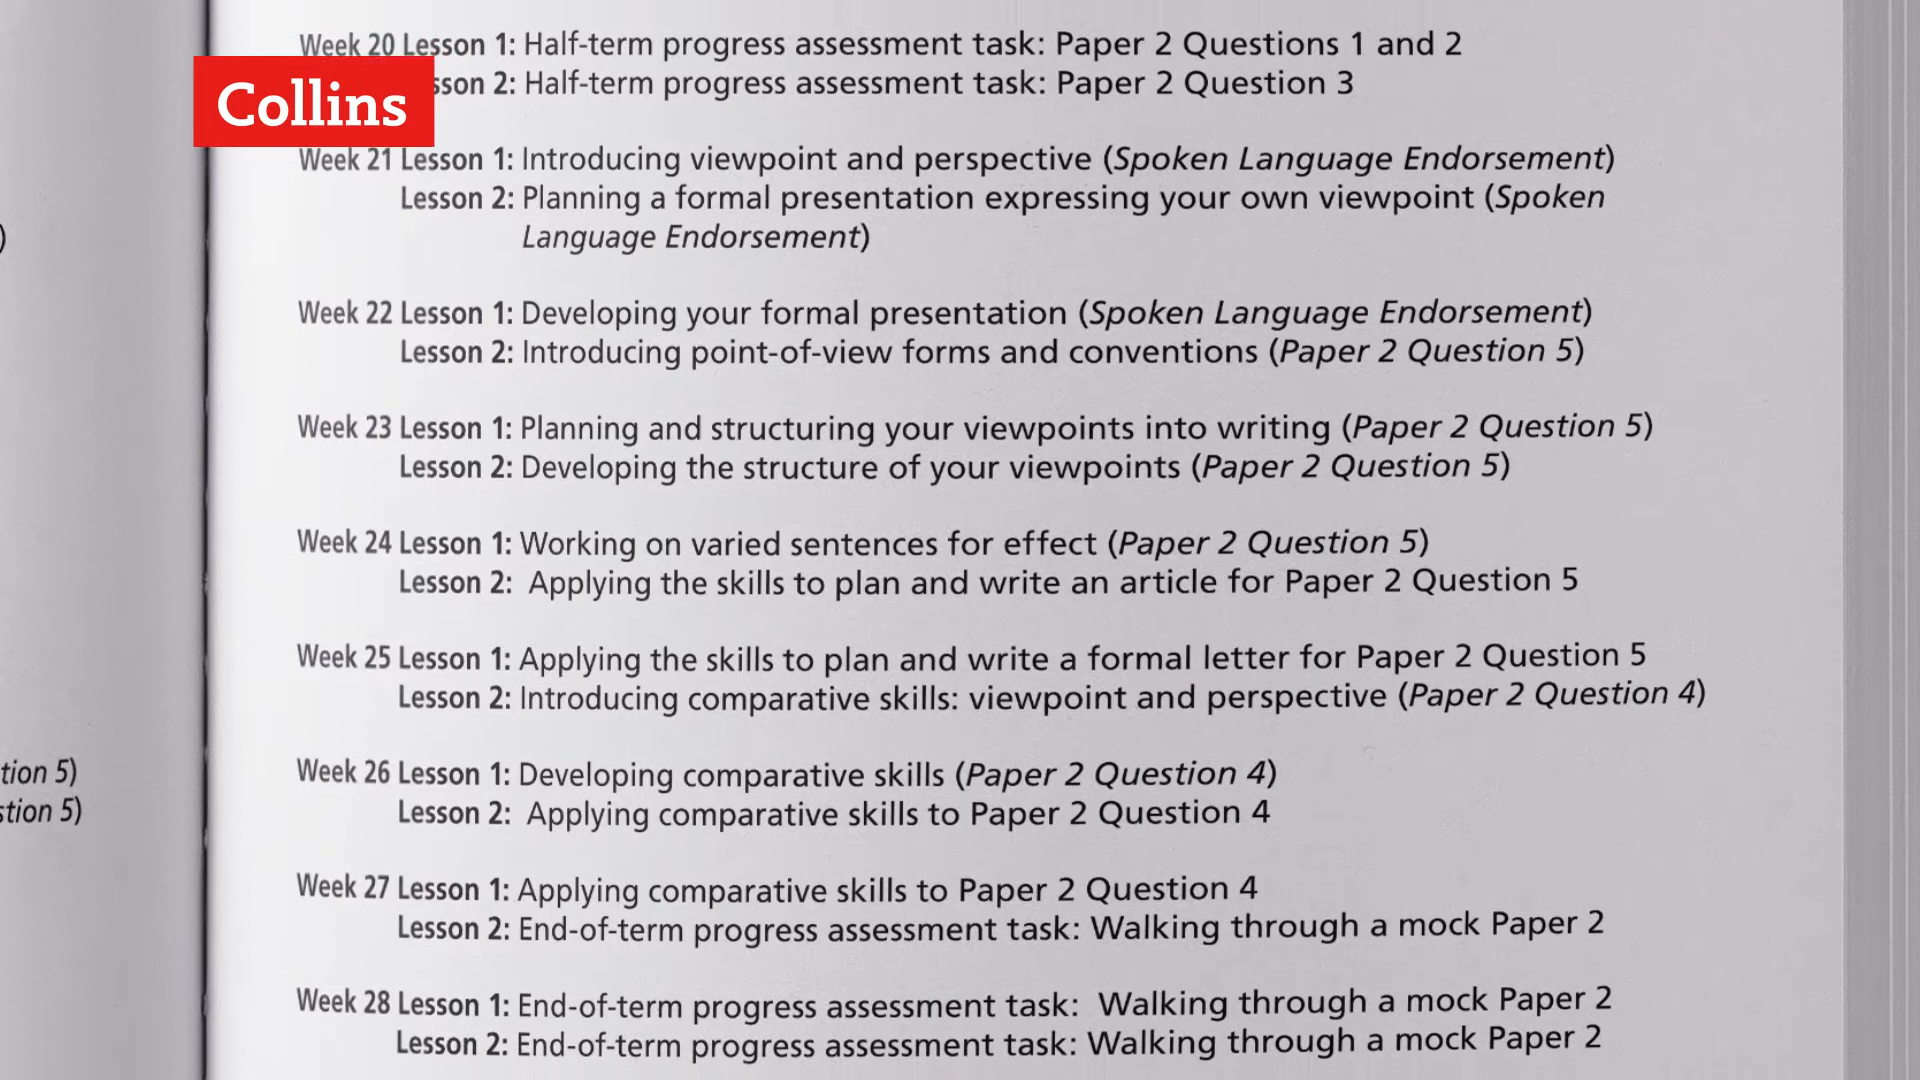 Week 20 Lesson 1: Half-term progress assessment task: Paper 2 Questions 1 and 2
sson 2: Half-term progress assessment task: Paper 2 Question 3
Collins
)
Week 21 Lesson 1: Introducing viewpoint and perspective (Spoken Language Endorsement)
Lesson 2: Planning a formal presentation expressing your own viewpoint (Spoken
Language Endorsement)
Week 22 Lesson 1: Developing your formal presentation (Spoken Language Endorsement)
Lesson 2: Introducing point-of-view forms and conventions (Paper 2 Question 5)
Week 23 Lesson 1: Planning and structuring your viewpoints into writing (Paper 2 Question 5)
Lesson 2: Developing the structure of your viewpoints (Paper 2 Question 5)
Week 24 Lesson 1: Working on varied sentences for effect (Paper 2 Question 5)
Lesson 2: Applying the skills to plan and write an article for Paper 2 Question 5
Week 25 Lesson 1: Applying the skills to plan and write a formal letter for Paper 2 Question 5
Lesson 2: Introducing comparative skills: viewpoint and perspective (Paper 2 Question 4)
tion 5)
stion 5)
Week 26 Lesson 1: Developing comparative skills (Paper 2 Question 4)
Lesson 2: Applying comparative skills to Paper 2 Question 4
Week 27 Lesson 1: Applying comparative skills to Paper 2 Question 4
Lesson 2: End-of-term progress assessment task: Walking through a mock Paper 2
Week 28 Lesson 1: End-of-term progress assessment task: Walking through a mock Paper 2
Lesson 2: End-of-term progress assessment task: Walking through a mock Paper 2